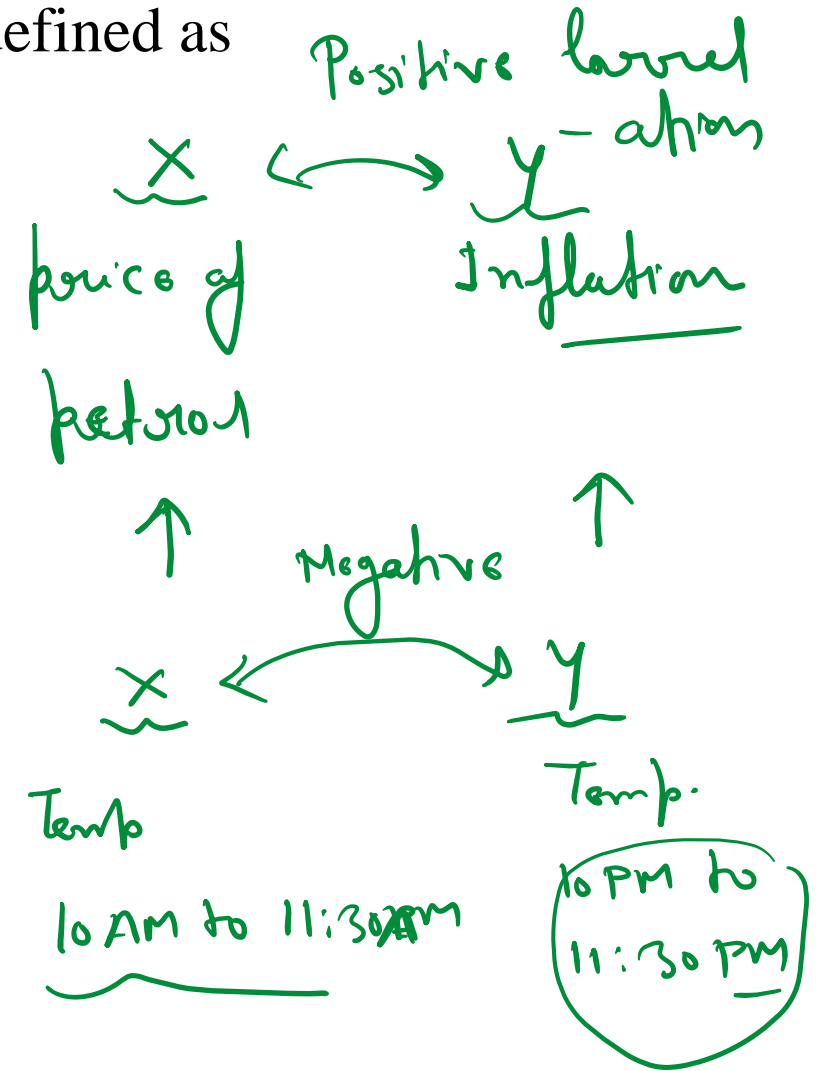 efined as
Positive Correl
X Y - ations
price of Inflation
petrol
Negative
X Y
Temp Temp.
10 AM to 11:30 AM 10 PM to
11:30 PM